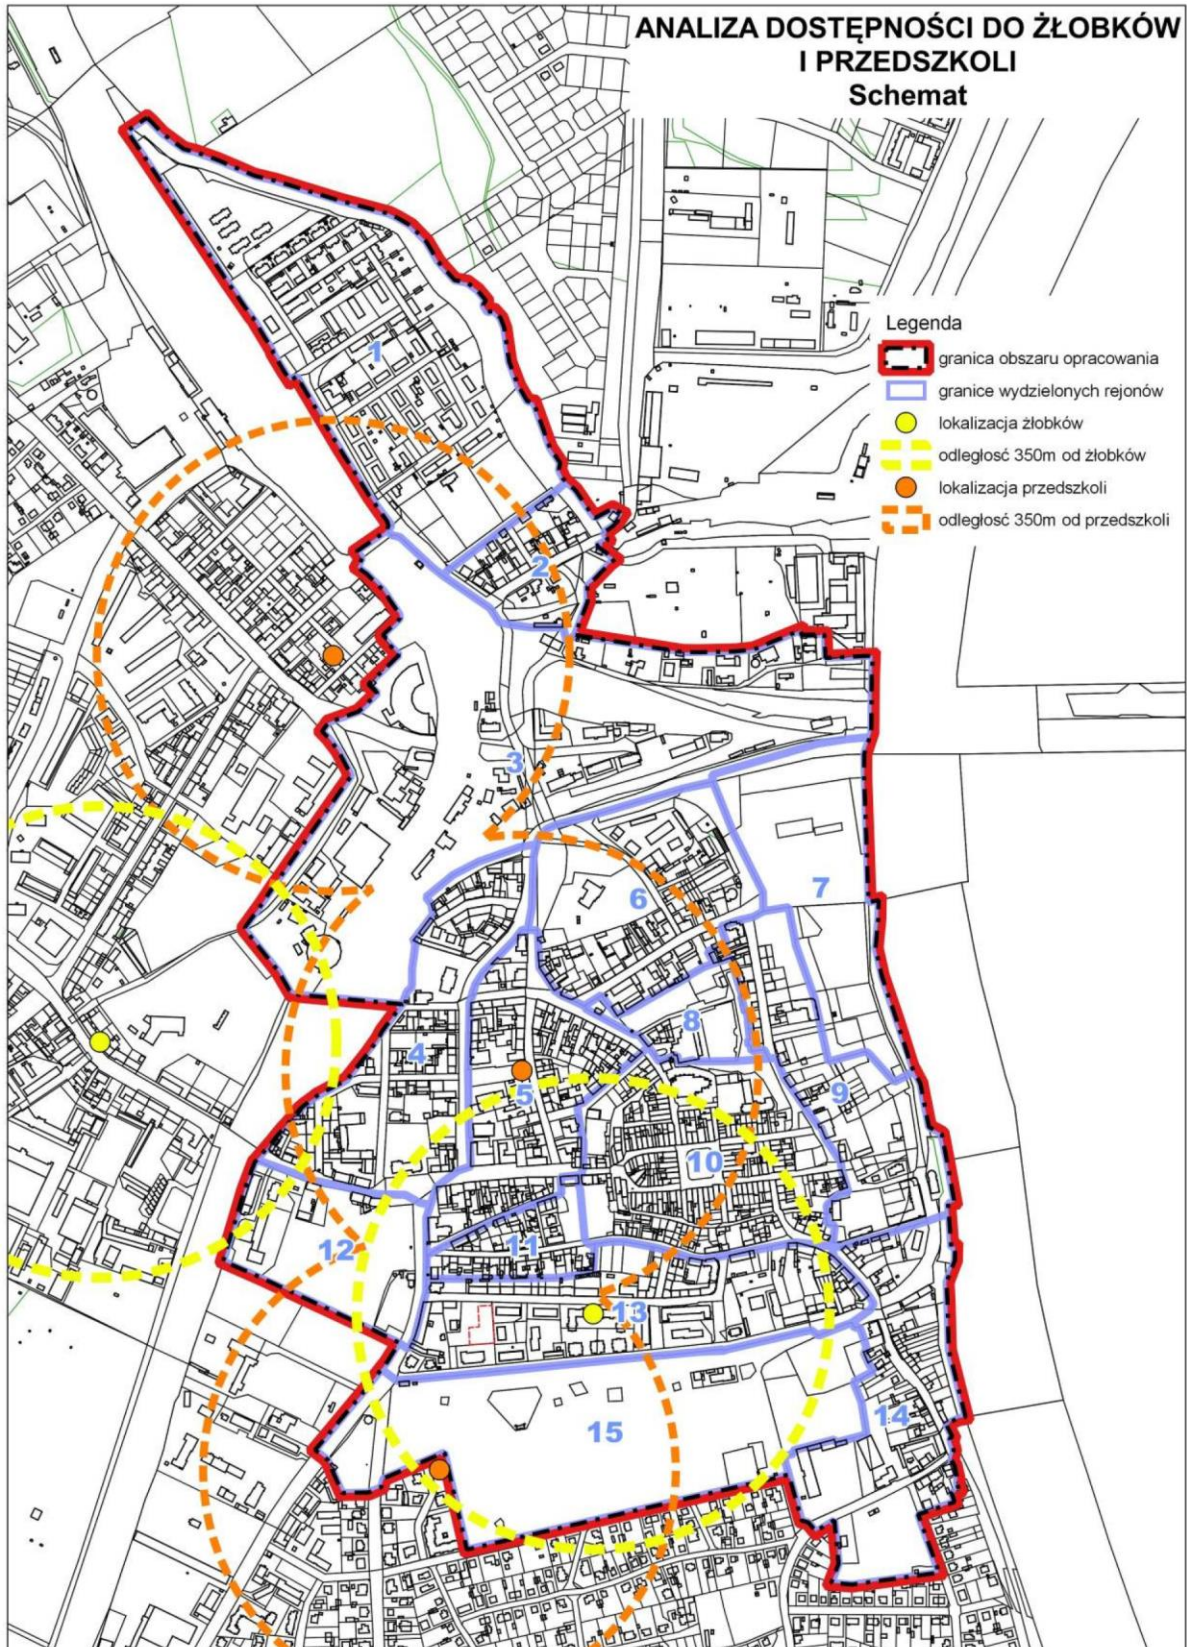 ANALIZA DOSTĘPNOŚCI DO ŻŁOBKÓW
I PRZEDSZKOLI
Schemat
Legenda
granica obszaru opracowania
granice wydzielonych rejonów
lokalizacja żłobków
odległosć 350m od żłobków
lokalizacja przedszkoli
odległosć 350m od przedszkoli
1
2
3
6
7
8
4
5
9
10
11
12
13
14
15